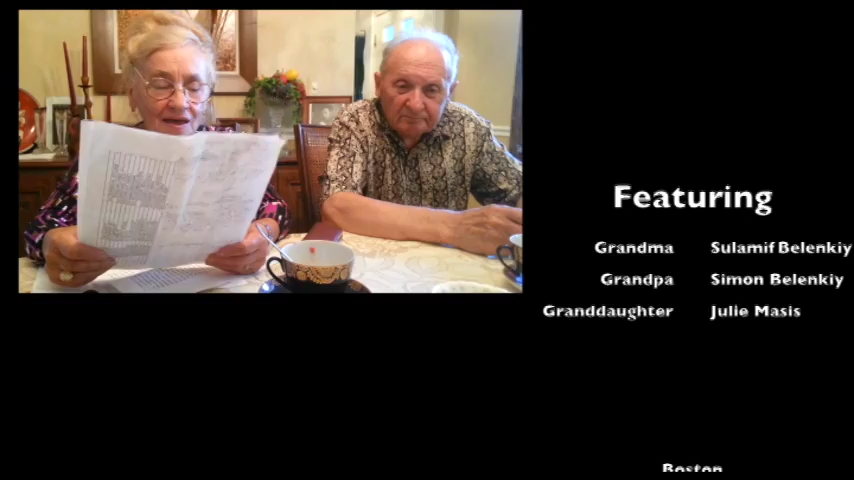 Featuring
Grandma Sulamif Belenkiy
Grandpa Simon Belenkiy
Granddaughter Julie Masis
Boston